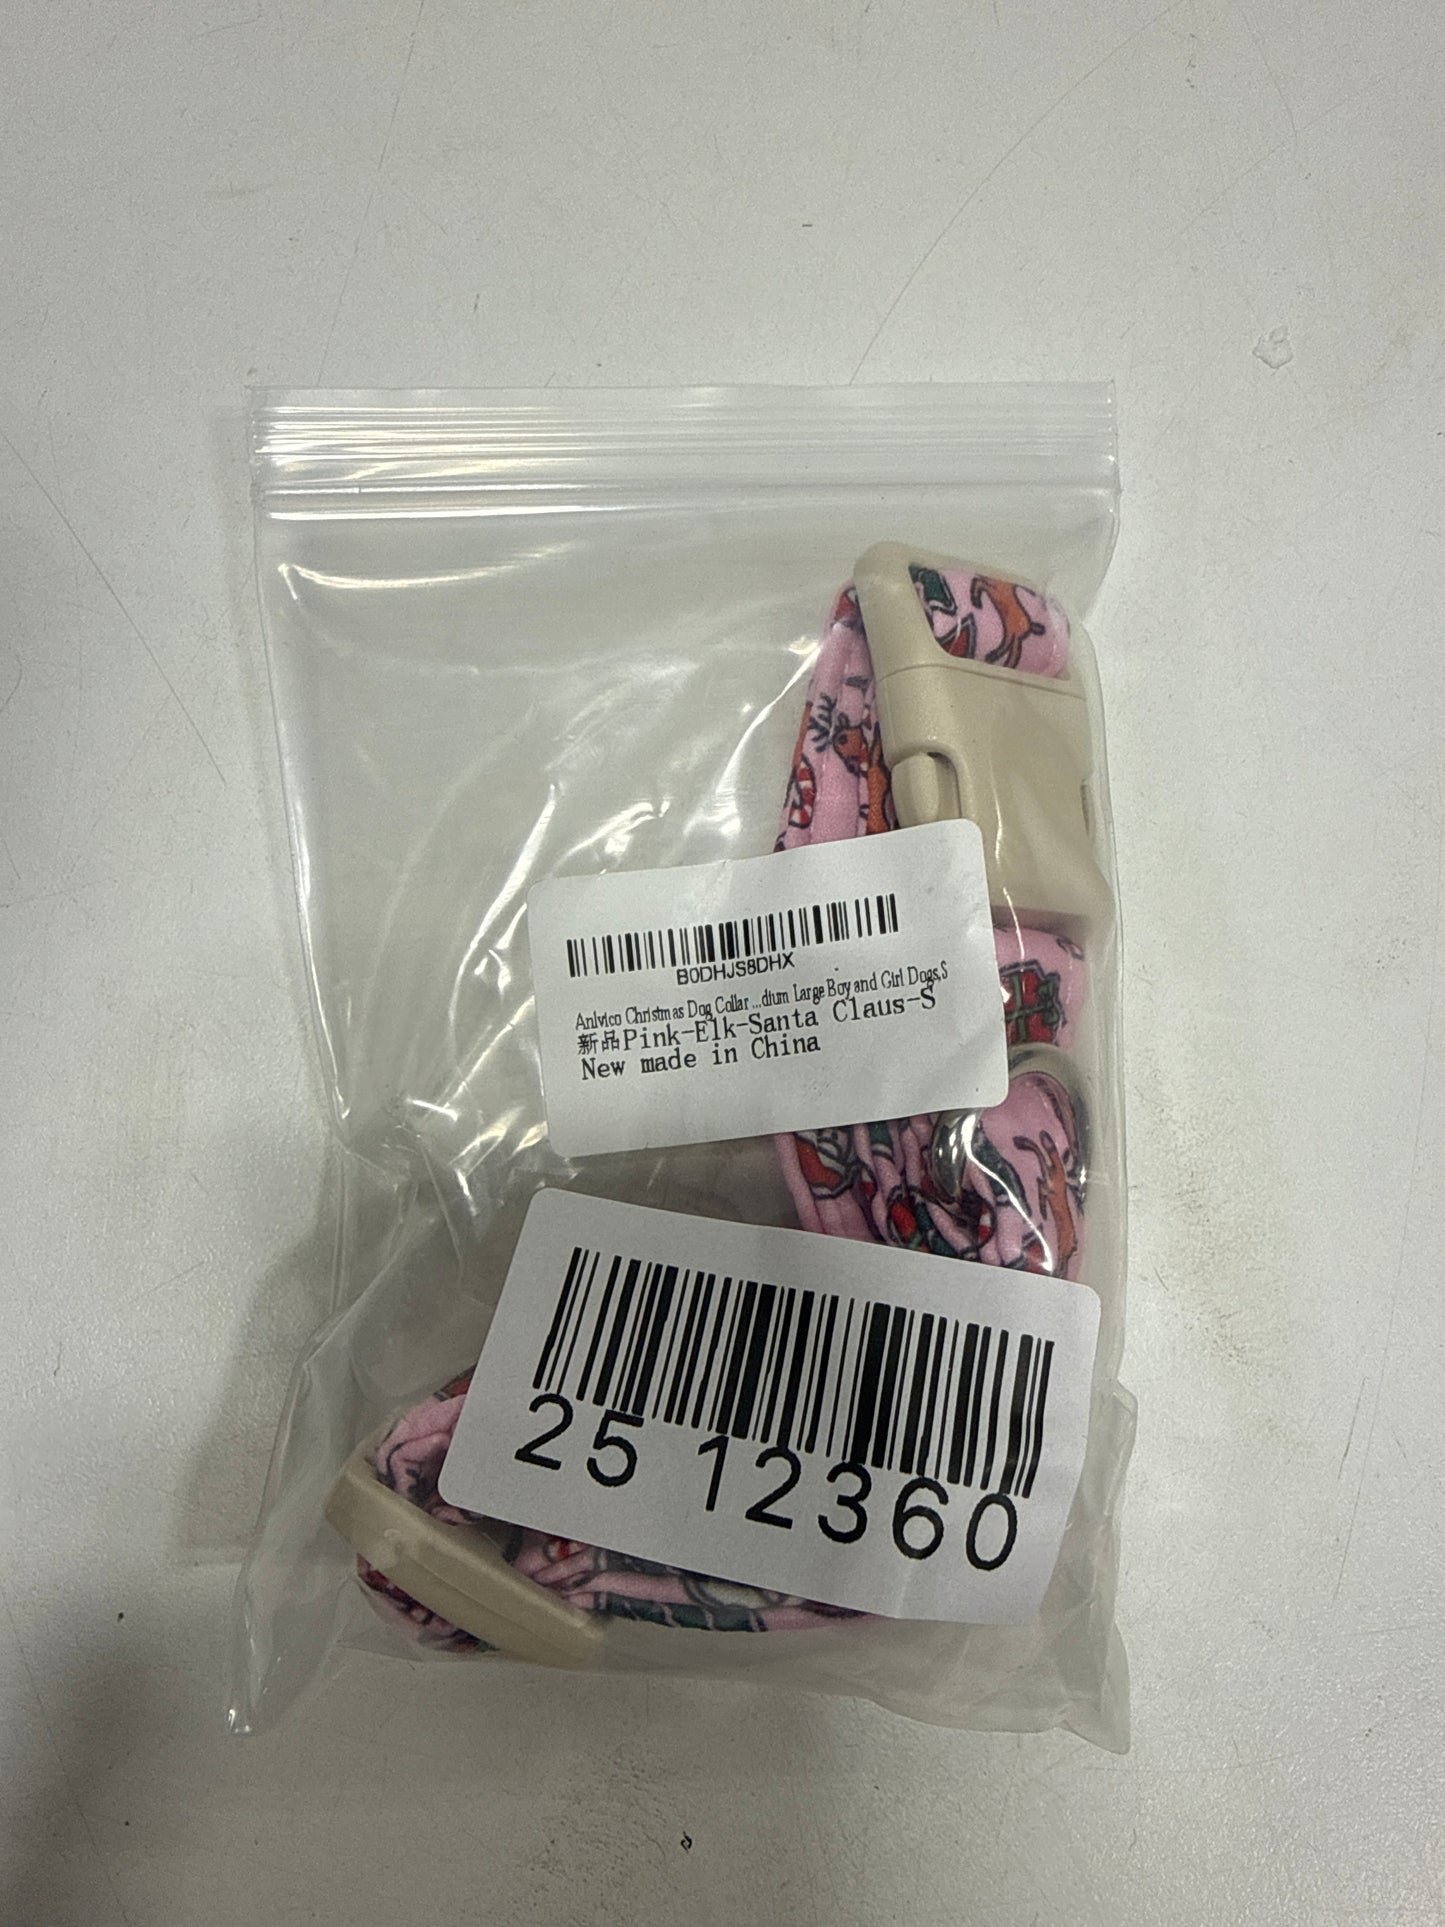 B0DHJS8DHX
Anlvico Christmas Dog Collar ...dium Large Boy and Girl Dogs,S
新品Pink-Elk-Santa Claus-S
New made in China
25 12360